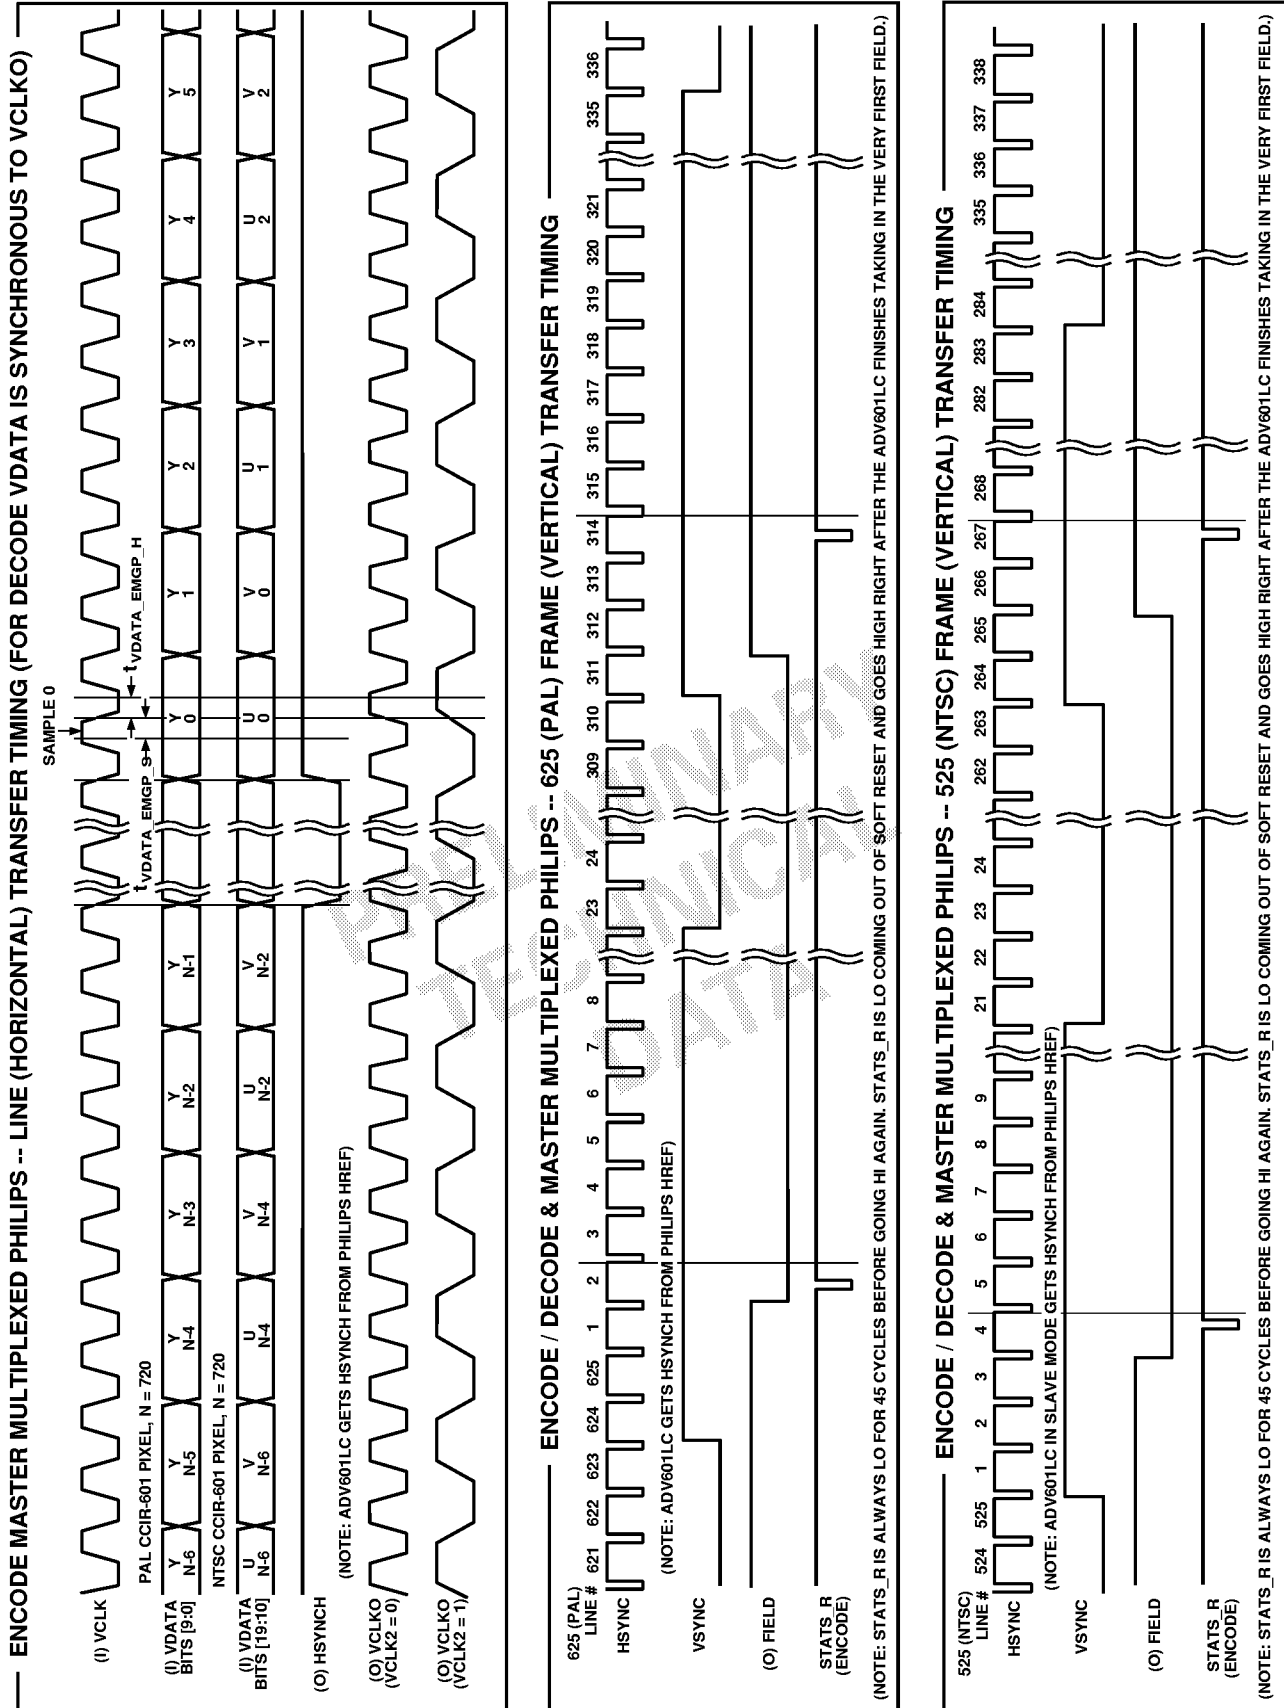 ENCODE MASTER MULTIPLEXED PHILIPS -- LINE (HORIZONTAL) TRANSFER TIMING (FOR DECODE VDATA IS SYNCHRONOUS TO VCLKO)
SAMPLE 0
(I) VCLK
tVDATA_EMGP_S
tVDATA_EMGP_H
PAL CCIR-601 PIXEL, N = 720
(I) VDATA
BITS [9:0]
Y N-6 Y N-5 Y N-4 Y N-3 Y N-2 Y N-1 Y 0 Y 1 Y 2 Y 3 Y 4 Y 5
NTSC CCIR-601 PIXEL, N = 720
(I) VDATA
BITS [19:10]
U N-6 V N-6 U N-4 V N-4 U N-2 V N-2 U 0 V 0 U 1 V 1 U 2 V 2
(O) HSYNCH
(NOTE: ADV601LC GETS HSYNCH FROM PHILIPS HREF)
(O) VCLKO
(VCLK2 = 0)
(O) VCLKO
(VCLK2 = 1)
ENCODE / DECODE & MASTER MULTIPLEXED PHILIPS -- 625 (PAL) FRAME (VERTICAL) TRANSFER TIMING
625 (PAL)
LINE #
621 622 623 624 625 1 2 3 4 5 6 7 8 23 24 309 310 311 312 313 314 315 316 317 318 319 320 321 335 336
HSYNC
(NOTE: ADV601LC GETS HSYNCH FROM PHILIPS HREF)
VSYNC
(O) FIELD
STATS_R
(ENCODE)
(NOTE: STATS_R IS ALWAYS LO FOR 45 CYCLES BEFORE GOING HI AGAIN. STATS_R IS LO COMING OUT OF SOFT RESET AND GOES HIGH RIGHT AFTER THE ADV601LC FINISHES TAKING IN THE VERY FIRST FIELD.)
ENCODE / DECODE & MASTER MULTIPLEXED PHILIPS -- 525 (NTSC) FRAME (VERTICAL) TRANSFER TIMING
525 (NTSC)
LINE #
524 525 1 2 3 4 5 6 7 8 9 21 22 23 24 262 263 264 265 266 267 268 282 283 284 335 336 337 338
HSYNC
(NOTE: ADV601LC IN SLAVE MODE GETS HSYNCH FROM PHILIPS HREF)
VSYNC
(O) FIELD
STATS_R
(ENCODE)
(NOTE: STATS_R IS ALWAYS LO FOR 45 CYCLES BEFORE GOING HI AGAIN. STATS_R IS LO COMING OUT OF SOFT RESET AND GOES HIGH RIGHT AFTER THE ADV601LC FINISHES TAKING IN THE VERY FIRST FIELD.)
PRELIMINARY
TECHNICAL
DATA